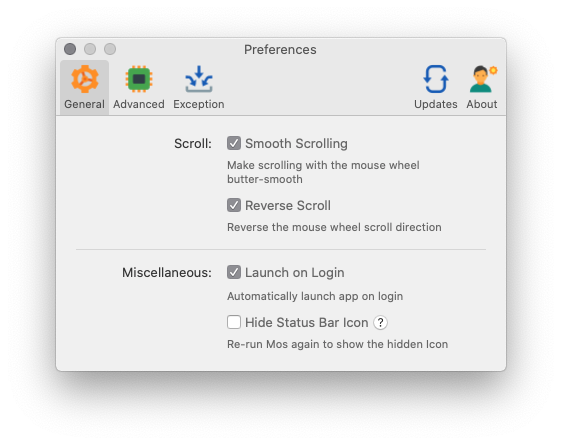 Preferences
General Advanced Exception Updates About
Scroll: Smooth Scrolling
Make scrolling with the mouse wheel
butter-smooth
Reverse Scroll
Reverse the mouse wheel scroll direction
Miscellaneous: Launch on Login
Automatically launch app on login
Hide Status Bar Icon ?
Re-run Mos again to show the hidden Icon